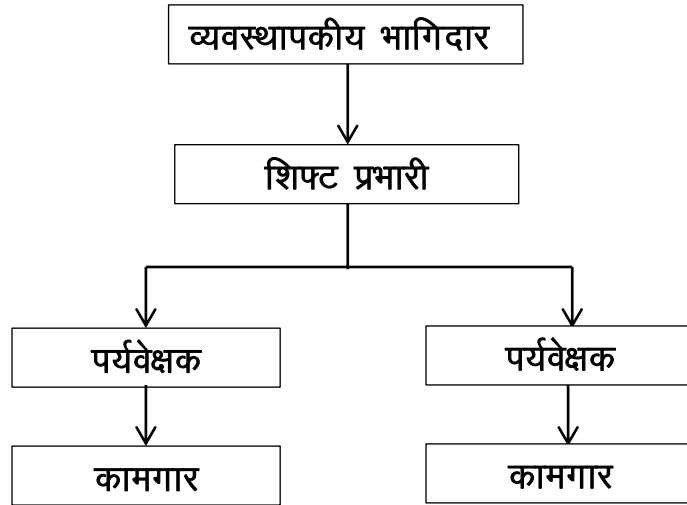 व्यवस्थापकीय भागिदार
शिफ्ट प्रभारी
पर्यवेक्षक
पर्यवेक्षक
कामगार
कामगार